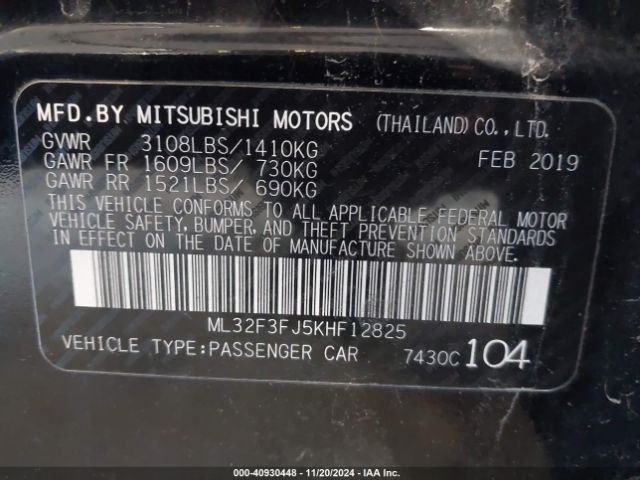 MFD.BY MITSUBISHI MOTORS (THAILAND) CO.,LTD.
GVWR 3108LBS/1410KG FEB 2019
GAWR FR 1609LBS/ 730KG
GAWR RR 1521LBS/ 690KG
THIS VEHICLE CONFORMS TO ALL APPLICABLE FEDERAL MOTOR
VEHICLE SAFETY, BUMPER, AND THEFT PREVENTION STANDARDS
IN EFFECT ON THE DATE OF MANUFACTURE SHOWN ABOVE.
ML32F3FJ5KHF12825
VEHICLE TYPE:PASSENGER CAR 7430C 104
000-40930448 - 11/20/2024 - IAA Inc.